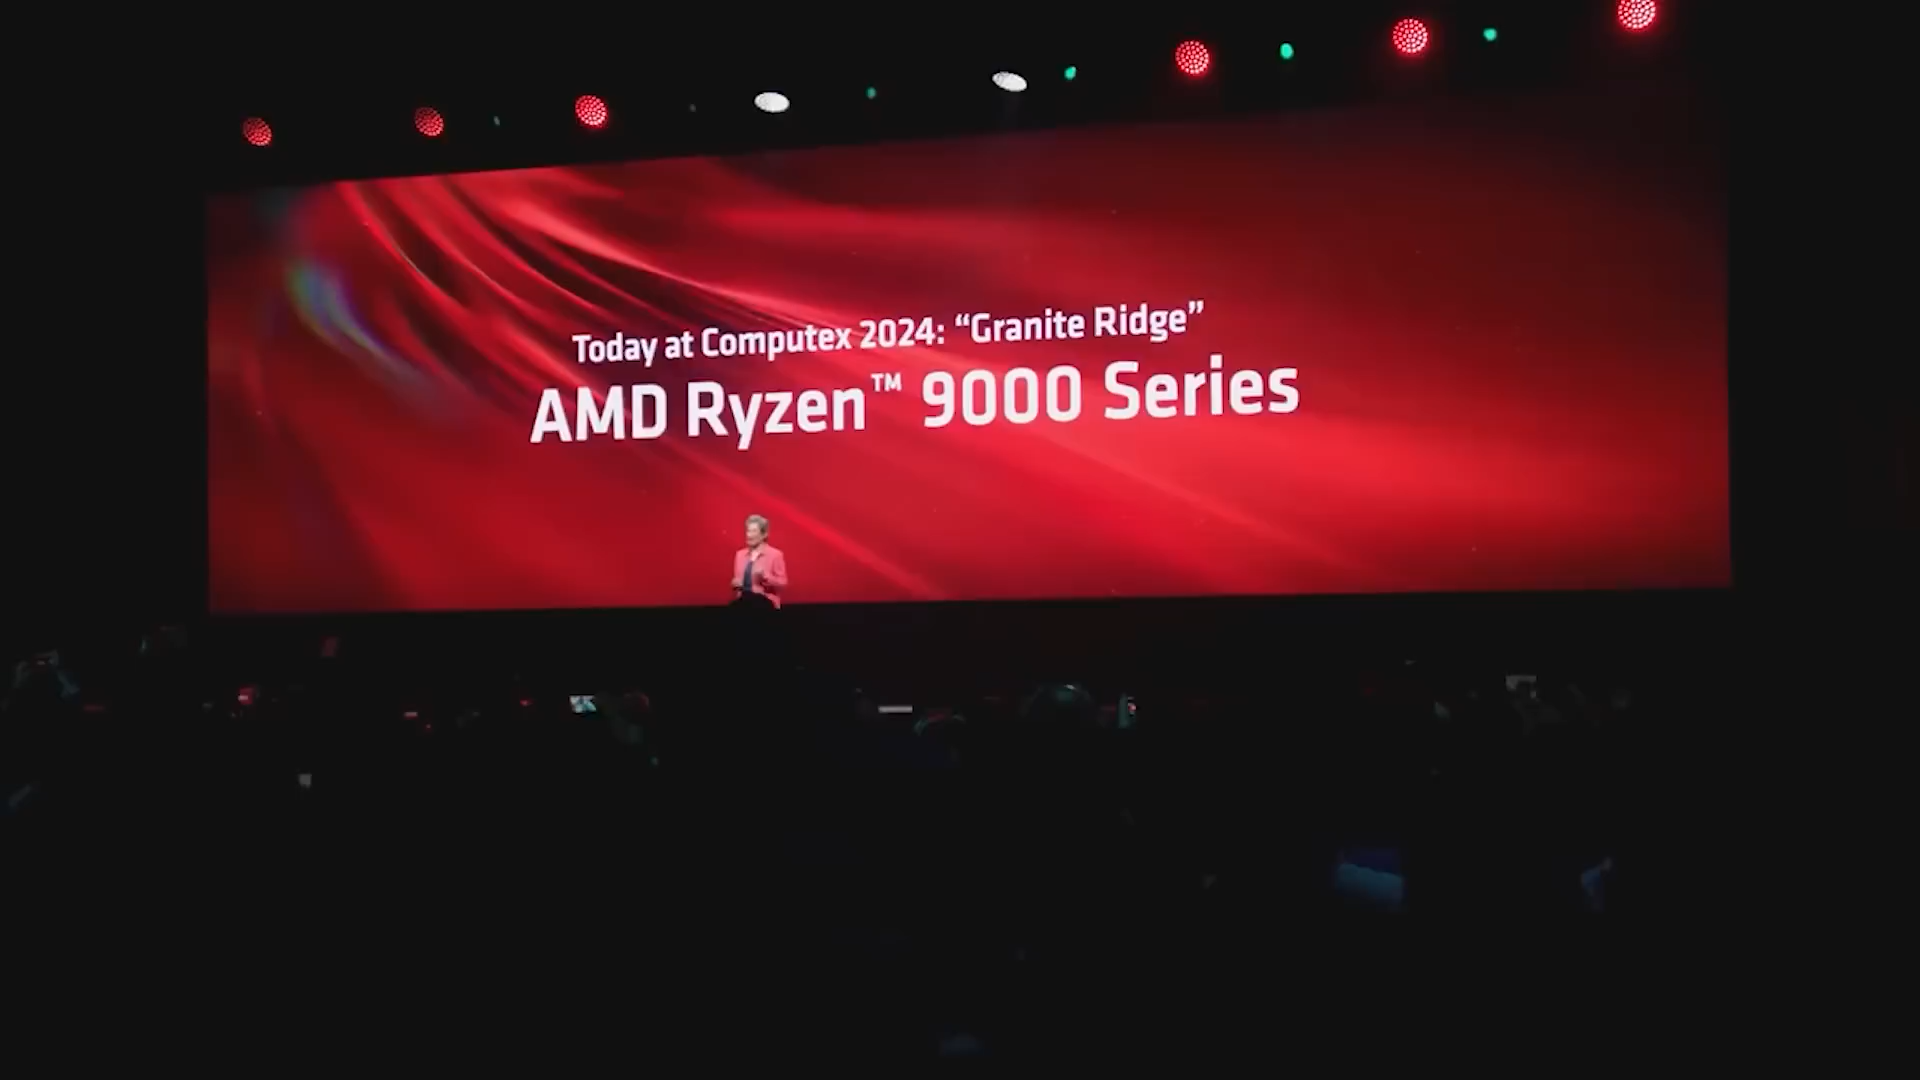 Today at Computex 2024: “Granite Ridge”
AMD Ryzen™ 9000 Series